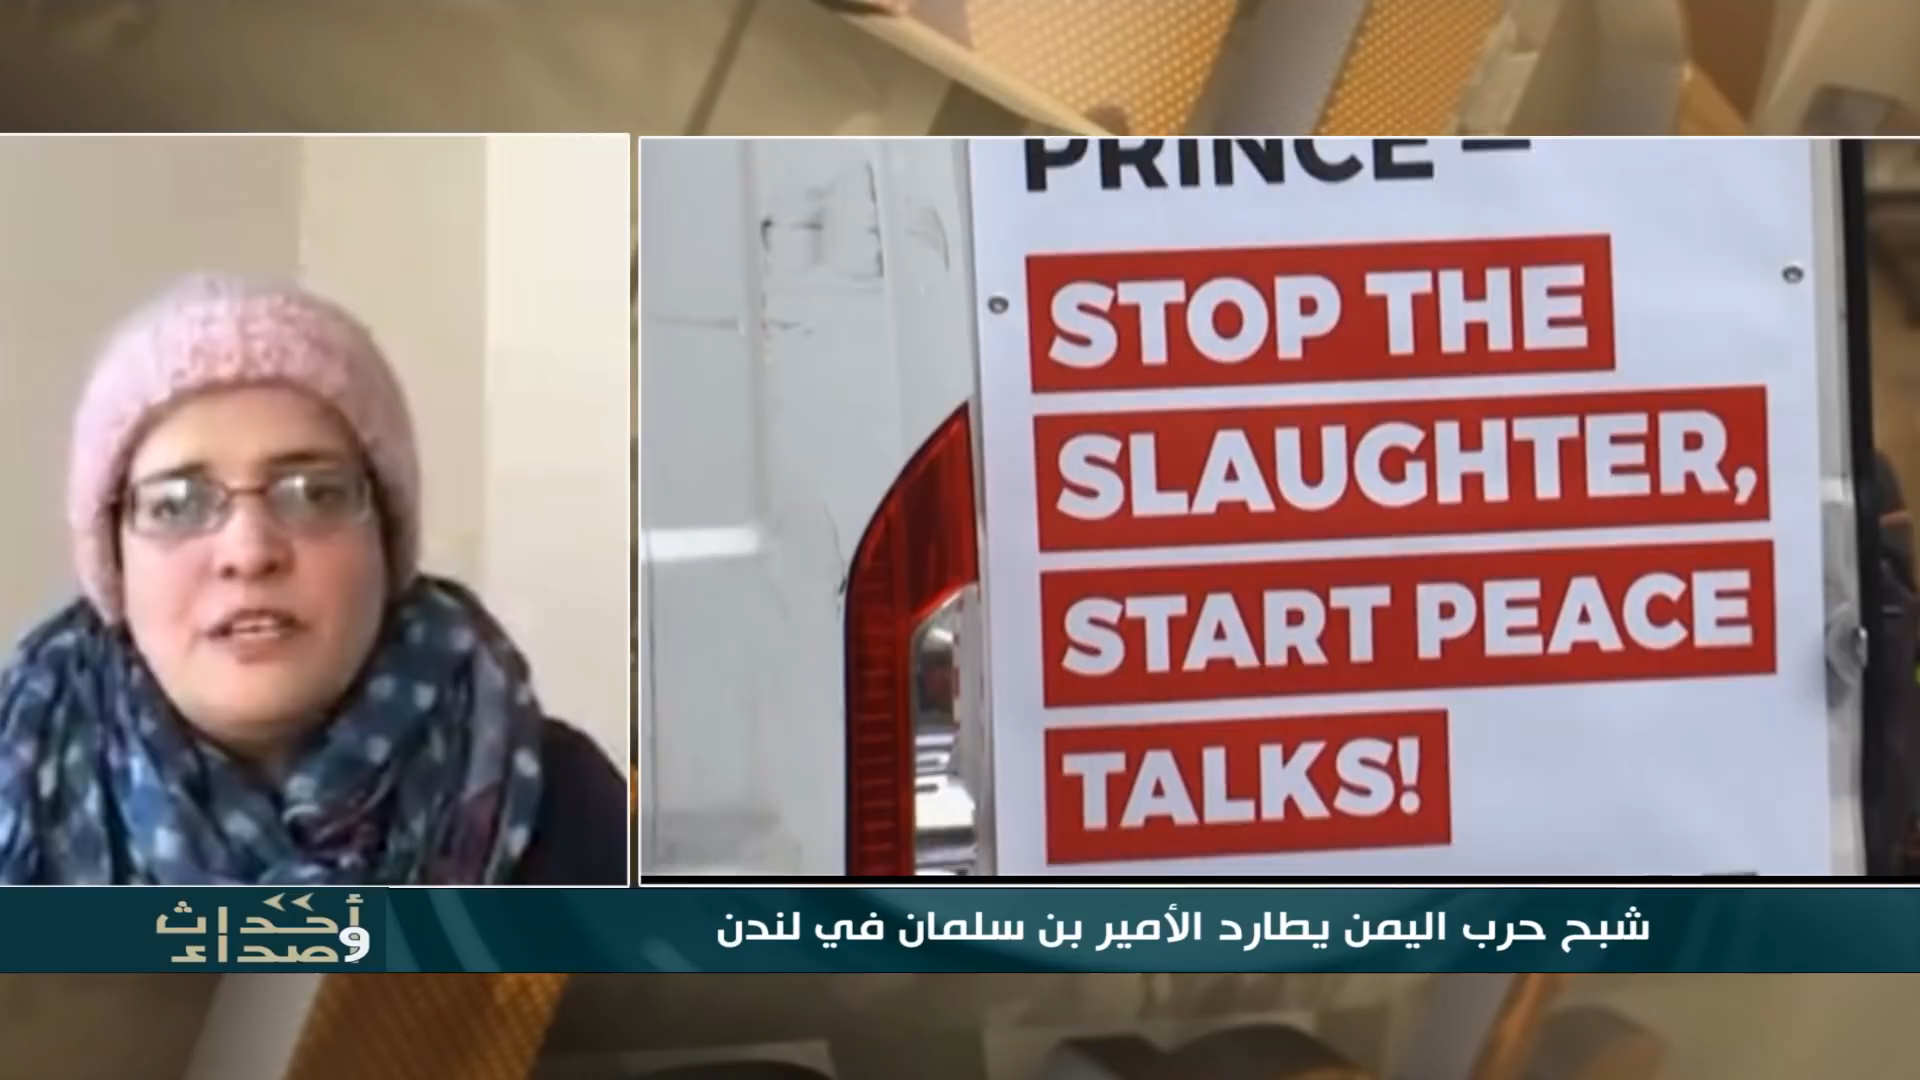 PRINCE –
STOP THE
SLAUGHTER,
START PEACE
TALKS!
شبح حرب اليمن يطارد الأمير بن سلمان في لندن
أحداث
وأصداء